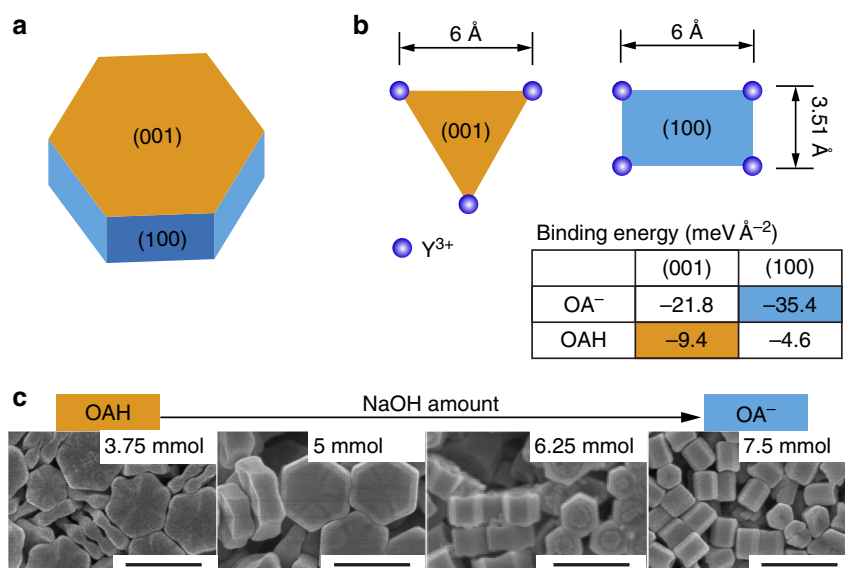 a
(001)
(100)
b
6 Å
6 Å
(001)
(100)
3.51 Å
Y³⁺
Binding energy (meV Å⁻²)
(001) (100)
OA⁻ –21.8 –35.4
OAH –9.4 –4.6
c
OAH NaOH amount OA⁻
3.75 mmol 5 mmol 6.25 mmol 7.5 mmol